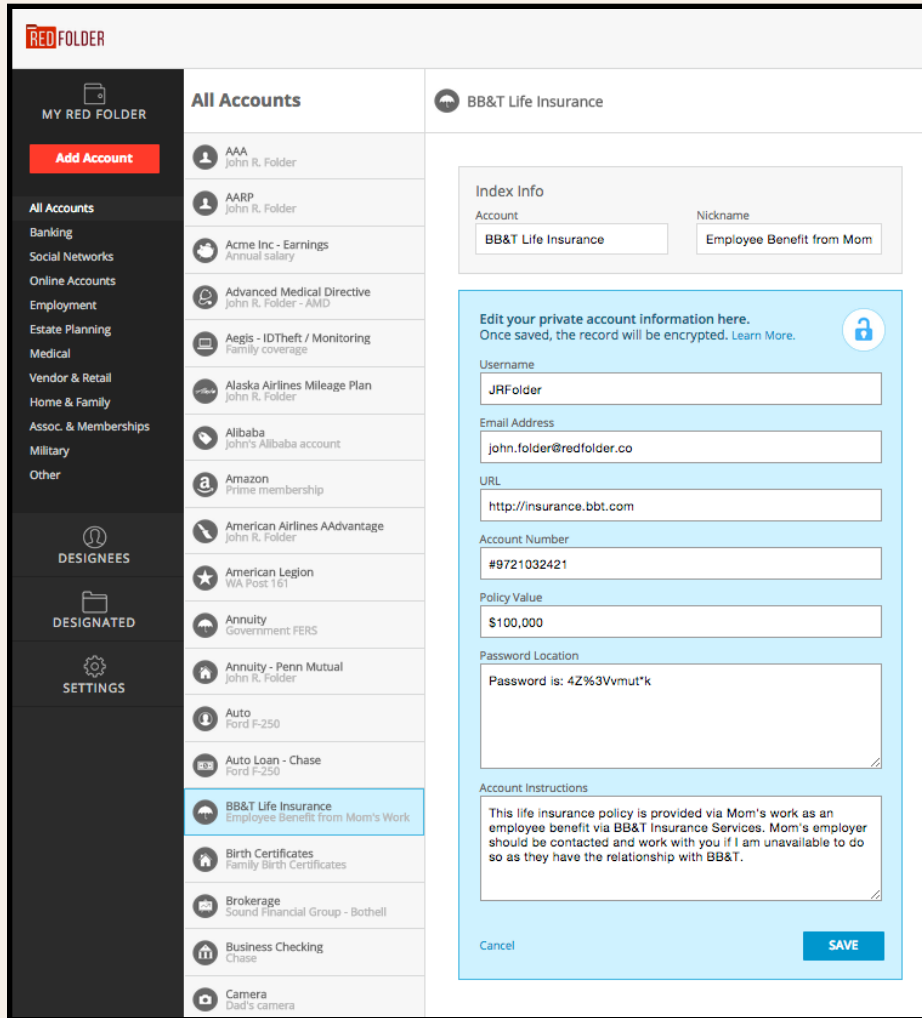 RED FOLDER
MY RED FOLDER
Add Account
All Accounts
Banking
Social Networks
Online Accounts
Employment
Estate Planning
Medical
Vendor & Retail
Home & Family
Assoc. & Memberships
Military
Other
DESIGNEES
DESIGNATED
SETTINGS
All Accounts
AAA
John R. Folder
AARP
John R. Folder
Acme Inc - Earnings
Annual salary
Advanced Medical Directive
John R. Folder - AMD
Aegis - IDTheft / Monitoring
Family coverage
Alaska Airlines Mileage Plan
John R. Folder
Alibaba
John's Alibaba account
Amazon
Prime membership
American Airlines AAdvantage
John R. Folder
American Legion
WA Post 161
Annuity
Government FERS
Annuity - Penn Mutual
John R. Folder
Auto
Ford F-250
Auto Loan - Chase
Ford F-250
BB&T Life Insurance
Employee Benefit from Mom's Work
Birth Certificates
Family Birth Certificates
Brokerage
Sound Financial Group - Bothell
Business Checking
Chase
Camera
Dad's camera
BB&T Life Insurance
Index Info
Account
Nickname
BB&T Life Insurance
Employee Benefit from Mom
Edit your private account information here.
Once saved, the record will be encrypted. Learn More.
Username
JRFolder
Email Address
john.folder@redfolder.co
URL
http://insurance.bbt.com
Account Number
#9721032421
Policy Value
$100,000
Password Location
Password is: 4Z%3Vvmut*k
Account Instructions
This life insurance policy is provided via Mom's work as an
employee benefit via BB&T Insurance Services. Mom's employer
should be contacted and work with you if I am unavailable to do
so as they have the relationship with BB&T.
Cancel
SAVE